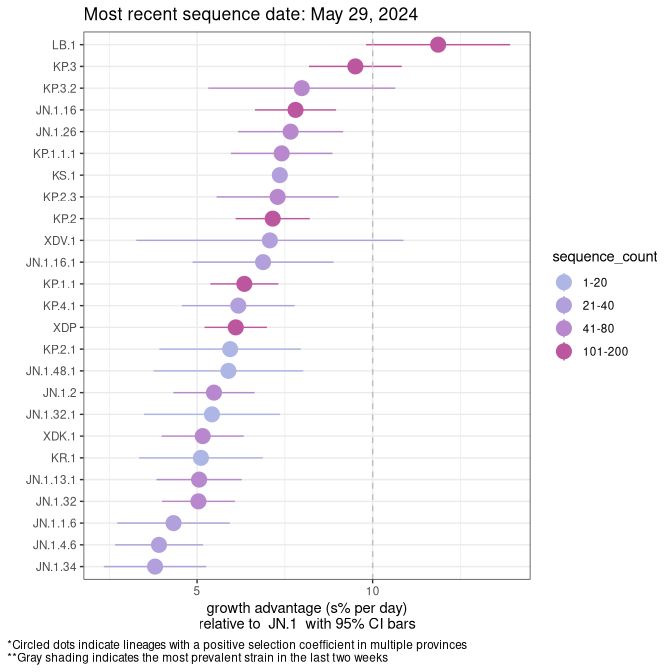 Most recent sequence date: May 29, 2024
LB.1
KP.3
KP.3.2
JN.1.16
JN.1.26
KP.1.1.1
KS.1
KP.2.3
KP.2
XDV.1
JN.1.16.1
KP.1.1
KP.4.1
XDP
KP.2.1
JN.1.48.1
JN.1.2
JN.1.32.1
XDK.1
KR.1
JN.1.13.1
JN.1.32
JN.1.1.6
JN.1.4.6
JN.1.34
5 10
growth advantage (s% per day)
relative to JN.1 with 95% CI bars
sequence_count
1-20
21-40
41-80
101-200
*Circled dots indicate lineages with a positive selection coefficient in multiple provinces
**Gray shading indicates the most prevalent strain in the last two weeks